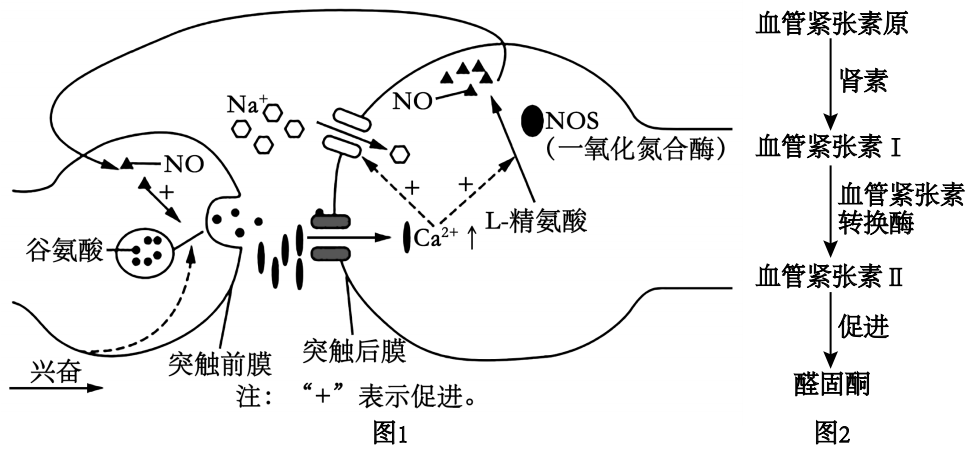 Na⁺
NO
NOS
(一氧化氮合酶)
NO
+
+
+
L-精氨酸
谷氨酸
Ca²⁺↑
兴奋
突触前膜
突触后膜
注：“+”表示促进。
图1
血管紧张素原
肾素
血管紧张素Ⅰ
血管紧张素
转换酶
血管紧张素Ⅱ
促进
醛固酮
图2